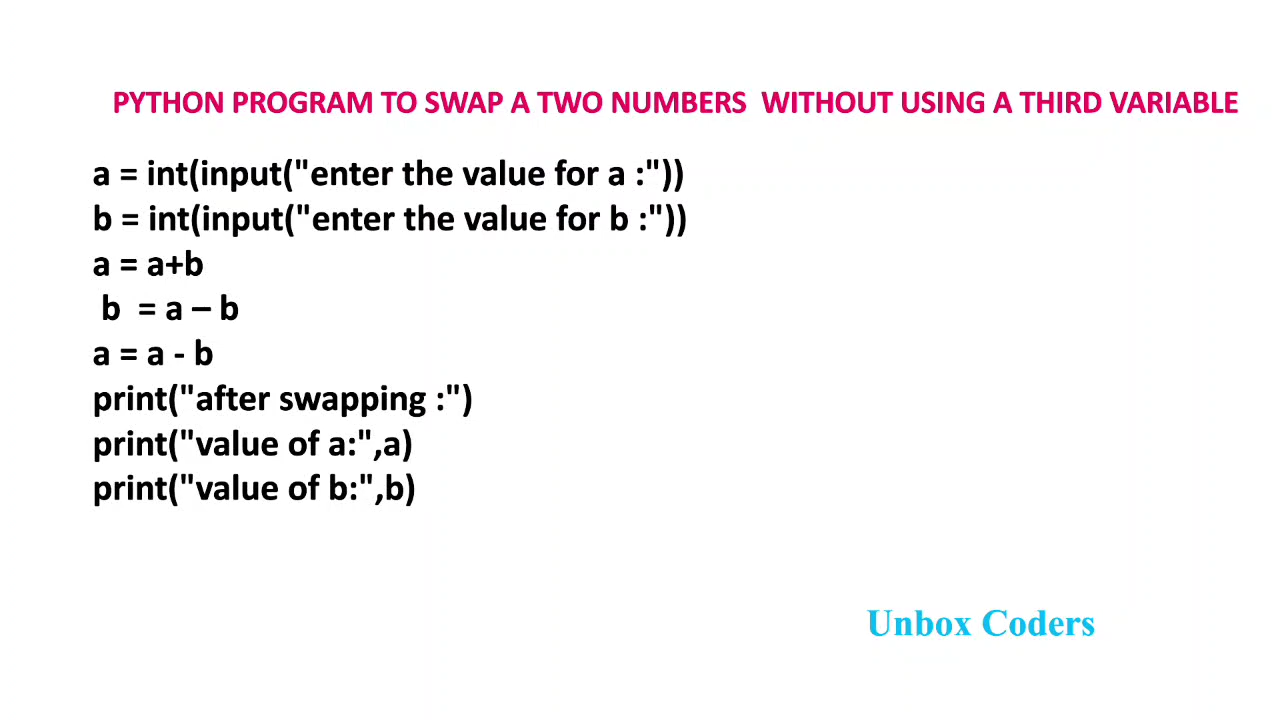 PYTHON PROGRAM TO SWAP A TWO NUMBERS  WITHOUT USING A THIRD VARIABLE
a = int(input("enter the value for a :"))
b = int(input("enter the value for b :"))
a = a+b
 b  = a – b
a = a - b
print("after swapping :")
print("value of a:",a)
print("value of b:",b)
Unbox Coders